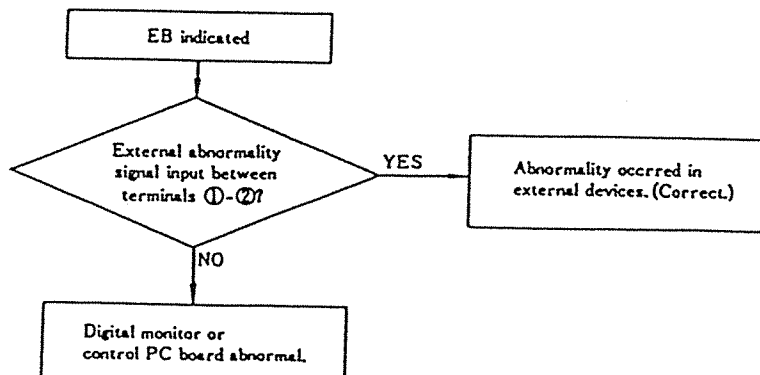 EB indicated
External abnormality
signal input between
terminals ①-②?
YES
Abnormality occrred in
external devices. (Correct.)
NO
Digital monitor or
control PC board abnormal.